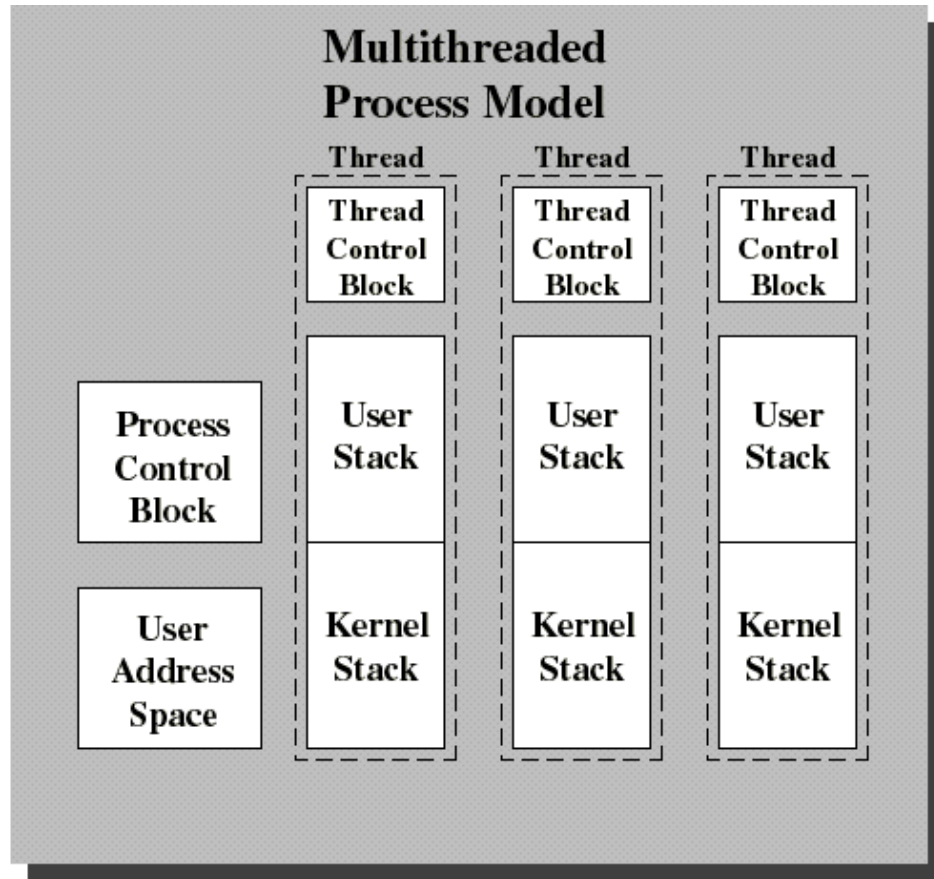 Multithreaded
Process Model
Thread
Thread
Thread
Thread
Control
Block
Thread
Control
Block
Thread
Control
Block
Process
Control
Block
User
Address
Space
User
Stack
User
Stack
User
Stack
Kernel
Stack
Kernel
Stack
Kernel
Stack